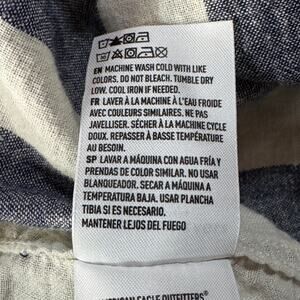 EN MACHINE WASH COLD WITH LIKE
COLORS. DO NOT BLEACH. TUMBLE DRY
LOW. COOL IRON IF NEEDED.
FR LAVER À LA MACHINE À L'EAU FROIDE
AVEC COULEURS SIMILAIRES. NE PAS
JAVELLISER. SÉCHER À LA MACHINE CYCLE
DOUX. REPASSER À BASSE TEMPÉRATURE
AU BESOIN.
SP LAVAR A MÁQUINA CON AGUA FRÍA Y
PRENDAS DE COLOR SIMILAR. NO USAR
BLANQUEADOR. SECAR A MÁQUINA A
TEMPERATURA BAJA. USAR PLANCHA
TIBIA SI ES NECESARIO.
MANTENER LEJOS DEL FUEGO
AMERICAN EAGLE OUTFITTERS®